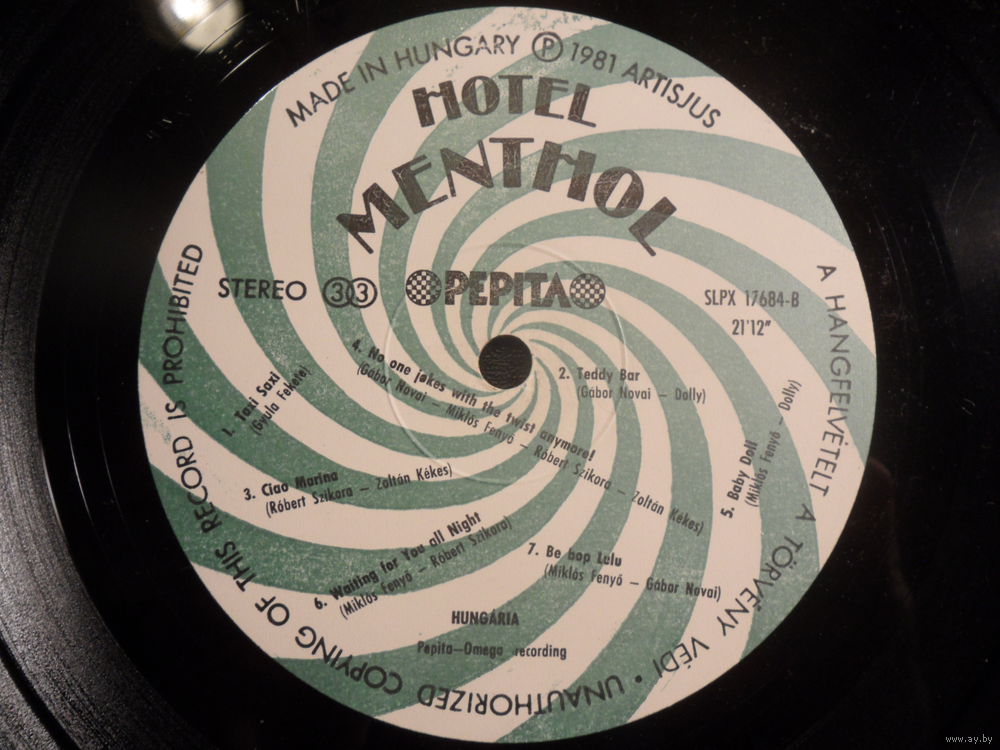 MADE IN HUNGARY Ⓟ 1981 ARTISJUS
HOTEL
MENTHOL
STEREO 33
PEPITA
SLPX 17684-B
21'12"
1. Taxi Saxi
(Gyula Fekete)
2. Teddy Bar
(Gábor Novai — Dolly)
3. Ciao Marina
(Róbert Szikora — Zoltán Kékes)
4. No one jokes with the twist anymore!
(Gábor Novai — Miklós Fenyő — Róbert Szikora — Zoltán Kékes)
5. Baby Doll
(Miklós Fenyő — Dolly)
6. Waiting for You all Night
(Miklós Fenyő — Róbert Szikora)
7. Be bop Lulu
(Miklós Fenyő — Gábor Novai)
HUNGÁRIA
Pepita—Omega recording
A HANGFELVÉTELT A TÖRVÉNY VÉDI • UNAUTHORIZED COPYING OF THIS RECORD IS PROHIBITED
www.ay.by